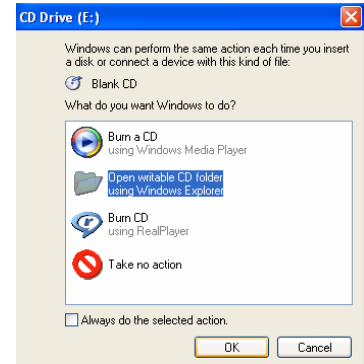 CD Drive (E:)
Windows can perform the same action each time you insert
a disk or connect a device with this kind of file:
Blank CD
What do you want Windows to do?
Burn a CD
using Windows Media Player
Open writable CD folder
using Windows Explorer
Burn CD
using RealPlayer
Take no action
Always do the selected action.
OK
Cancel